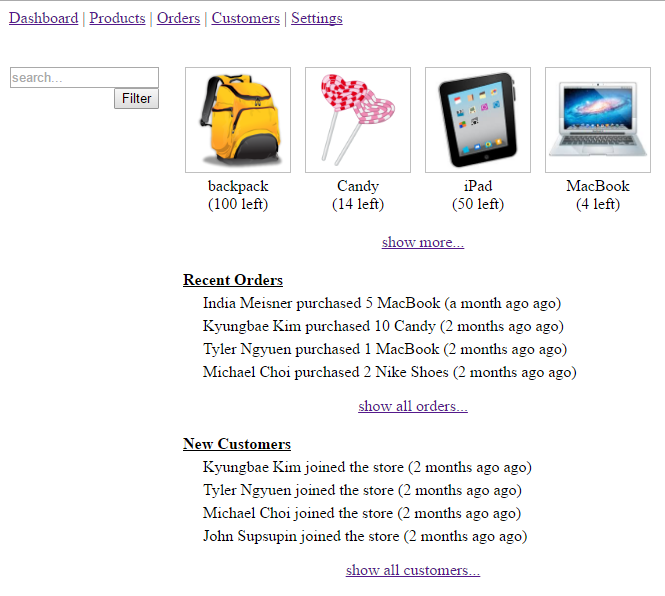 Dashboard | Products | Orders | Customers | Settings
search...
Filter
backpack
(100 left)
Candy
(14 left)
iPad
(50 left)
MacBook
(4 left)
show more...
Recent Orders
India Meisner purchased 5 MacBook (a month ago ago)
Kyungbae Kim purchased 10 Candy (2 months ago ago)
Tyler Ngyuen purchased 1 MacBook (2 months ago ago)
Michael Choi purchased 2 Nike Shoes (2 months ago ago)
show all orders...
New Customers
Kyungbae Kim joined the store (2 months ago ago)
Tyler Ngyuen joined the store (2 months ago ago)
Michael Choi joined the store (2 months ago ago)
John Supsupin joined the store (2 months ago ago)
show all customers...